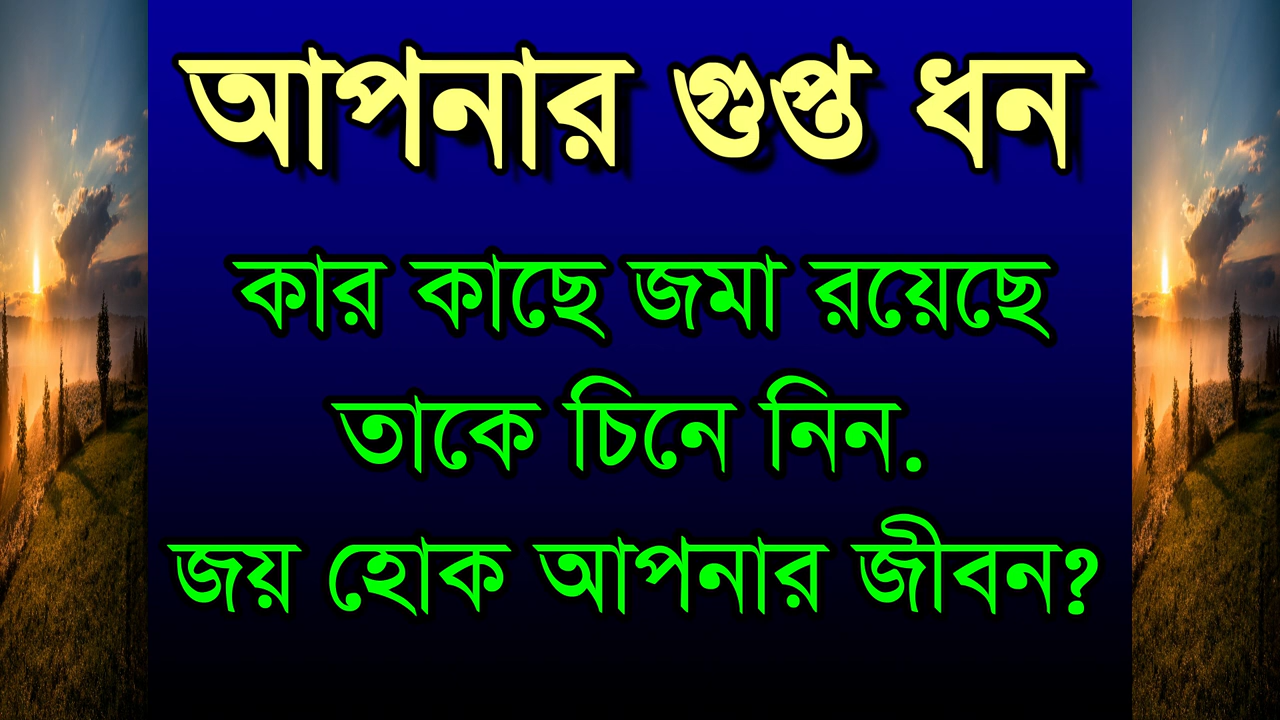 আপনার গুপ্ত ধন
কার কাছে জমা রয়েছে
তাকে চিনে নিন.
জয় হোক আপনার জীবন?